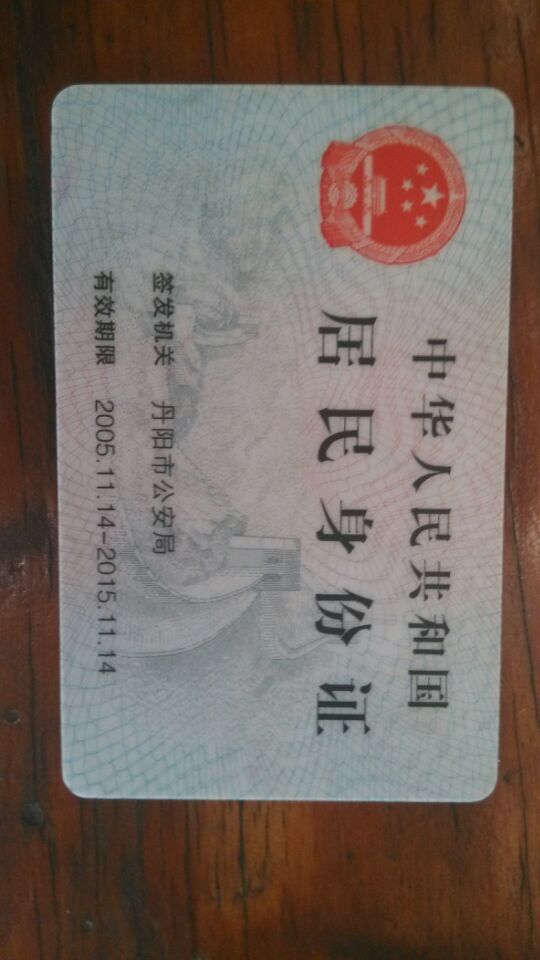 中华人民共和国
居民身份证
签发机关 丹阳市公安局
有效期限 2005.11.14-2015.11.14